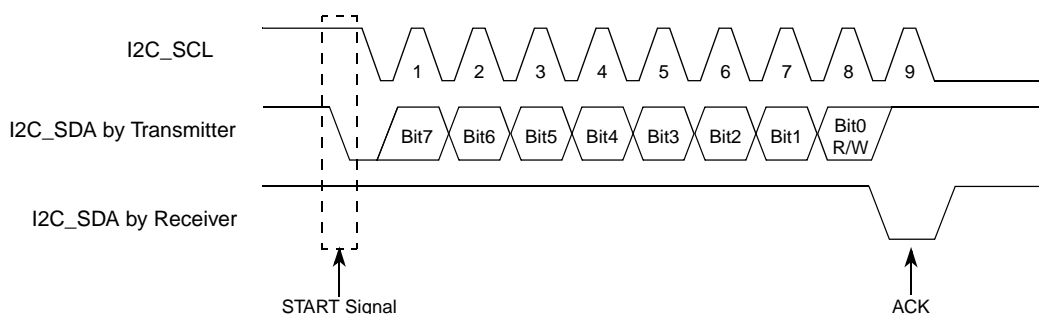 I2C_SCL
1 2 3 4 5 6 7 8 9
I2C_SDA by Transmitter
Bit7 Bit6 Bit5 Bit4 Bit3 Bit2 Bit1 Bit0
R/W
I2C_SDA by Receiver
START Signal ACK